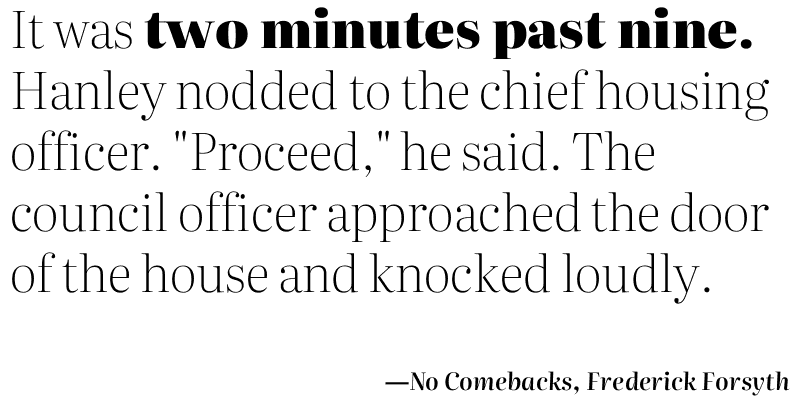 It was two minutes past nine.
Hanley nodded to the chief housing
officer. "Proceed," he said. The
council officer approached the door
of the house and knocked loudly.
—No Comebacks, Frederick Forsyth